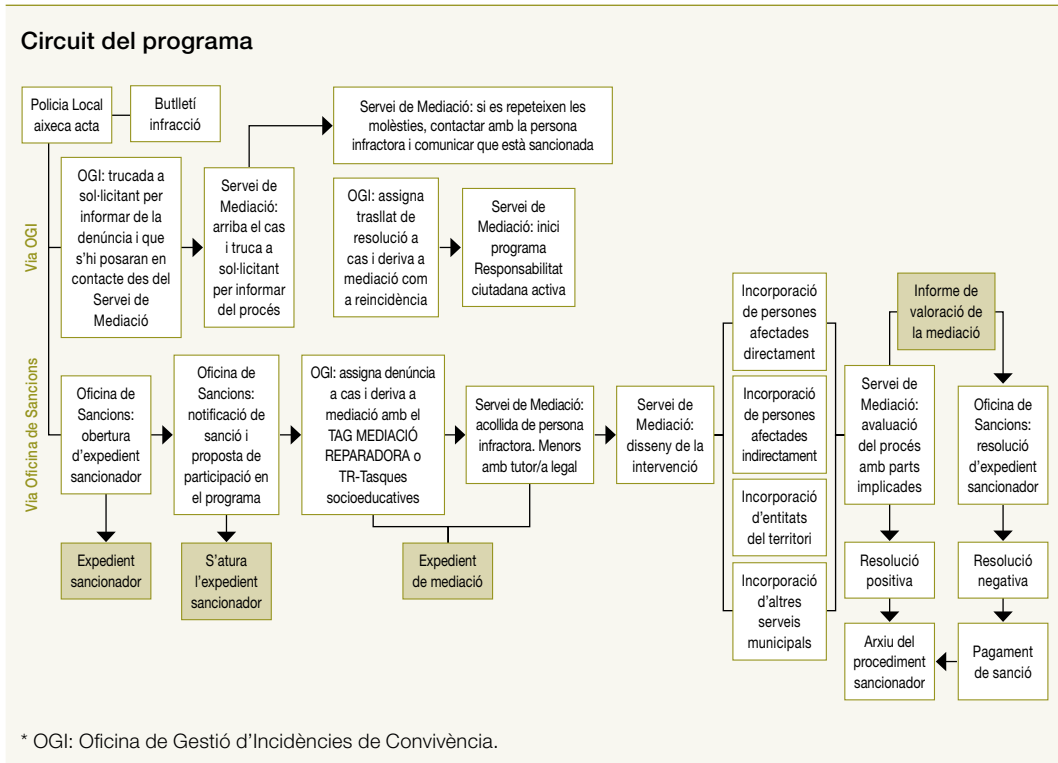 Circuit del programa
Policia Local
aixeca acta
Butlletí
infracció
Servei de Mediació: si es repeteixen les
molèsties, contactar amb la persona
infractora i comunicar que està sancionada
Via OGI
OGI: trucada a
sol·licitant per
informar de la
denúncia i que
s'hi posaran en
contacte des del
Servei de
Mediació
Servei de
Mediació:
arriba el cas
i truca a
sol·licitant
per informar
del procés
OGI: assigna
trasllat de
resolució a
cas i deriva a
mediació com
a reincidència
Servei de
Mediació: inici
programa
Responsabilitat
ciutadana activa
Via Oficina de Sancions
Oficina de
Sancions:
obertura
d'expedient
sancionador
Oficina de
Sancions:
notificació de
sanció i
proposta de
participació en
el programa
OGI: assigna denúncia
a cas i deriva a
mediació amb el
TAG MEDIACIÓ
REPARADORA o
TR-Tasques
socioeducatives
Servei de Mediació:
acollida de persona
infractora. Menors
amb tutor/a legal
Servei de
Mediació:
disseny de la
intervenció
Incorporació
de persones
afectades
directament
Incorporació
de persones
afectades
indirectament
Incorporació
d'entitats
del territori
Incorporació
d'altres
serveis
municipals
Informe de
valoració de
la mediació
Servei de
Mediació:
avaluació
del procés
amb parts
implicades
Oficina de
Sancions:
resolució
d'expedient
sancionador
Expedient
sancionador
S'atura
l'expedient
sancionador
Expedient
de mediació
Resolució
positiva
Resolució
negativa
Arxiu del
procediment
sancionador
Pagament
de sanció
* OGI: Oficina de Gestió d'Incidències de Convivència.